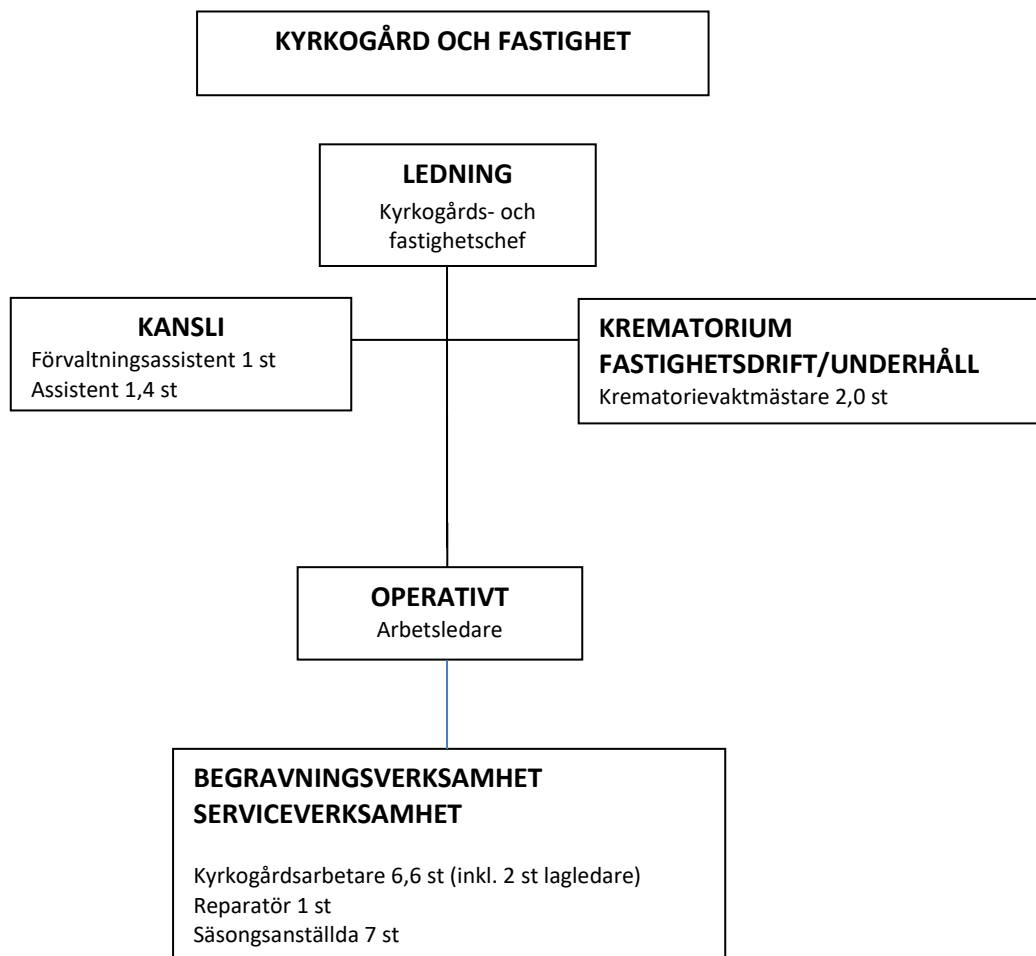 KYRKOGÅRD OCH FASTIGHET
LEDNING
Kyrkogårds- och
fastighetschef
KANSLI
Förvaltningsassistent 1 st
Assistent 1,4 st
KREMATORIUM
FASTIGHETSDRIFT/UNDERHÅLL
Krematorievaktmästare 2,0 st
OPERATIVT
Arbetsledare
BEGRAVNINGSVERKSAMHET
SERVICEVERKSAMHET
Kyrkogårdsarbetare 6,6 st (inkl. 2 st lagledare)
Reparatör 1 st
Säsongsanställda 7 st